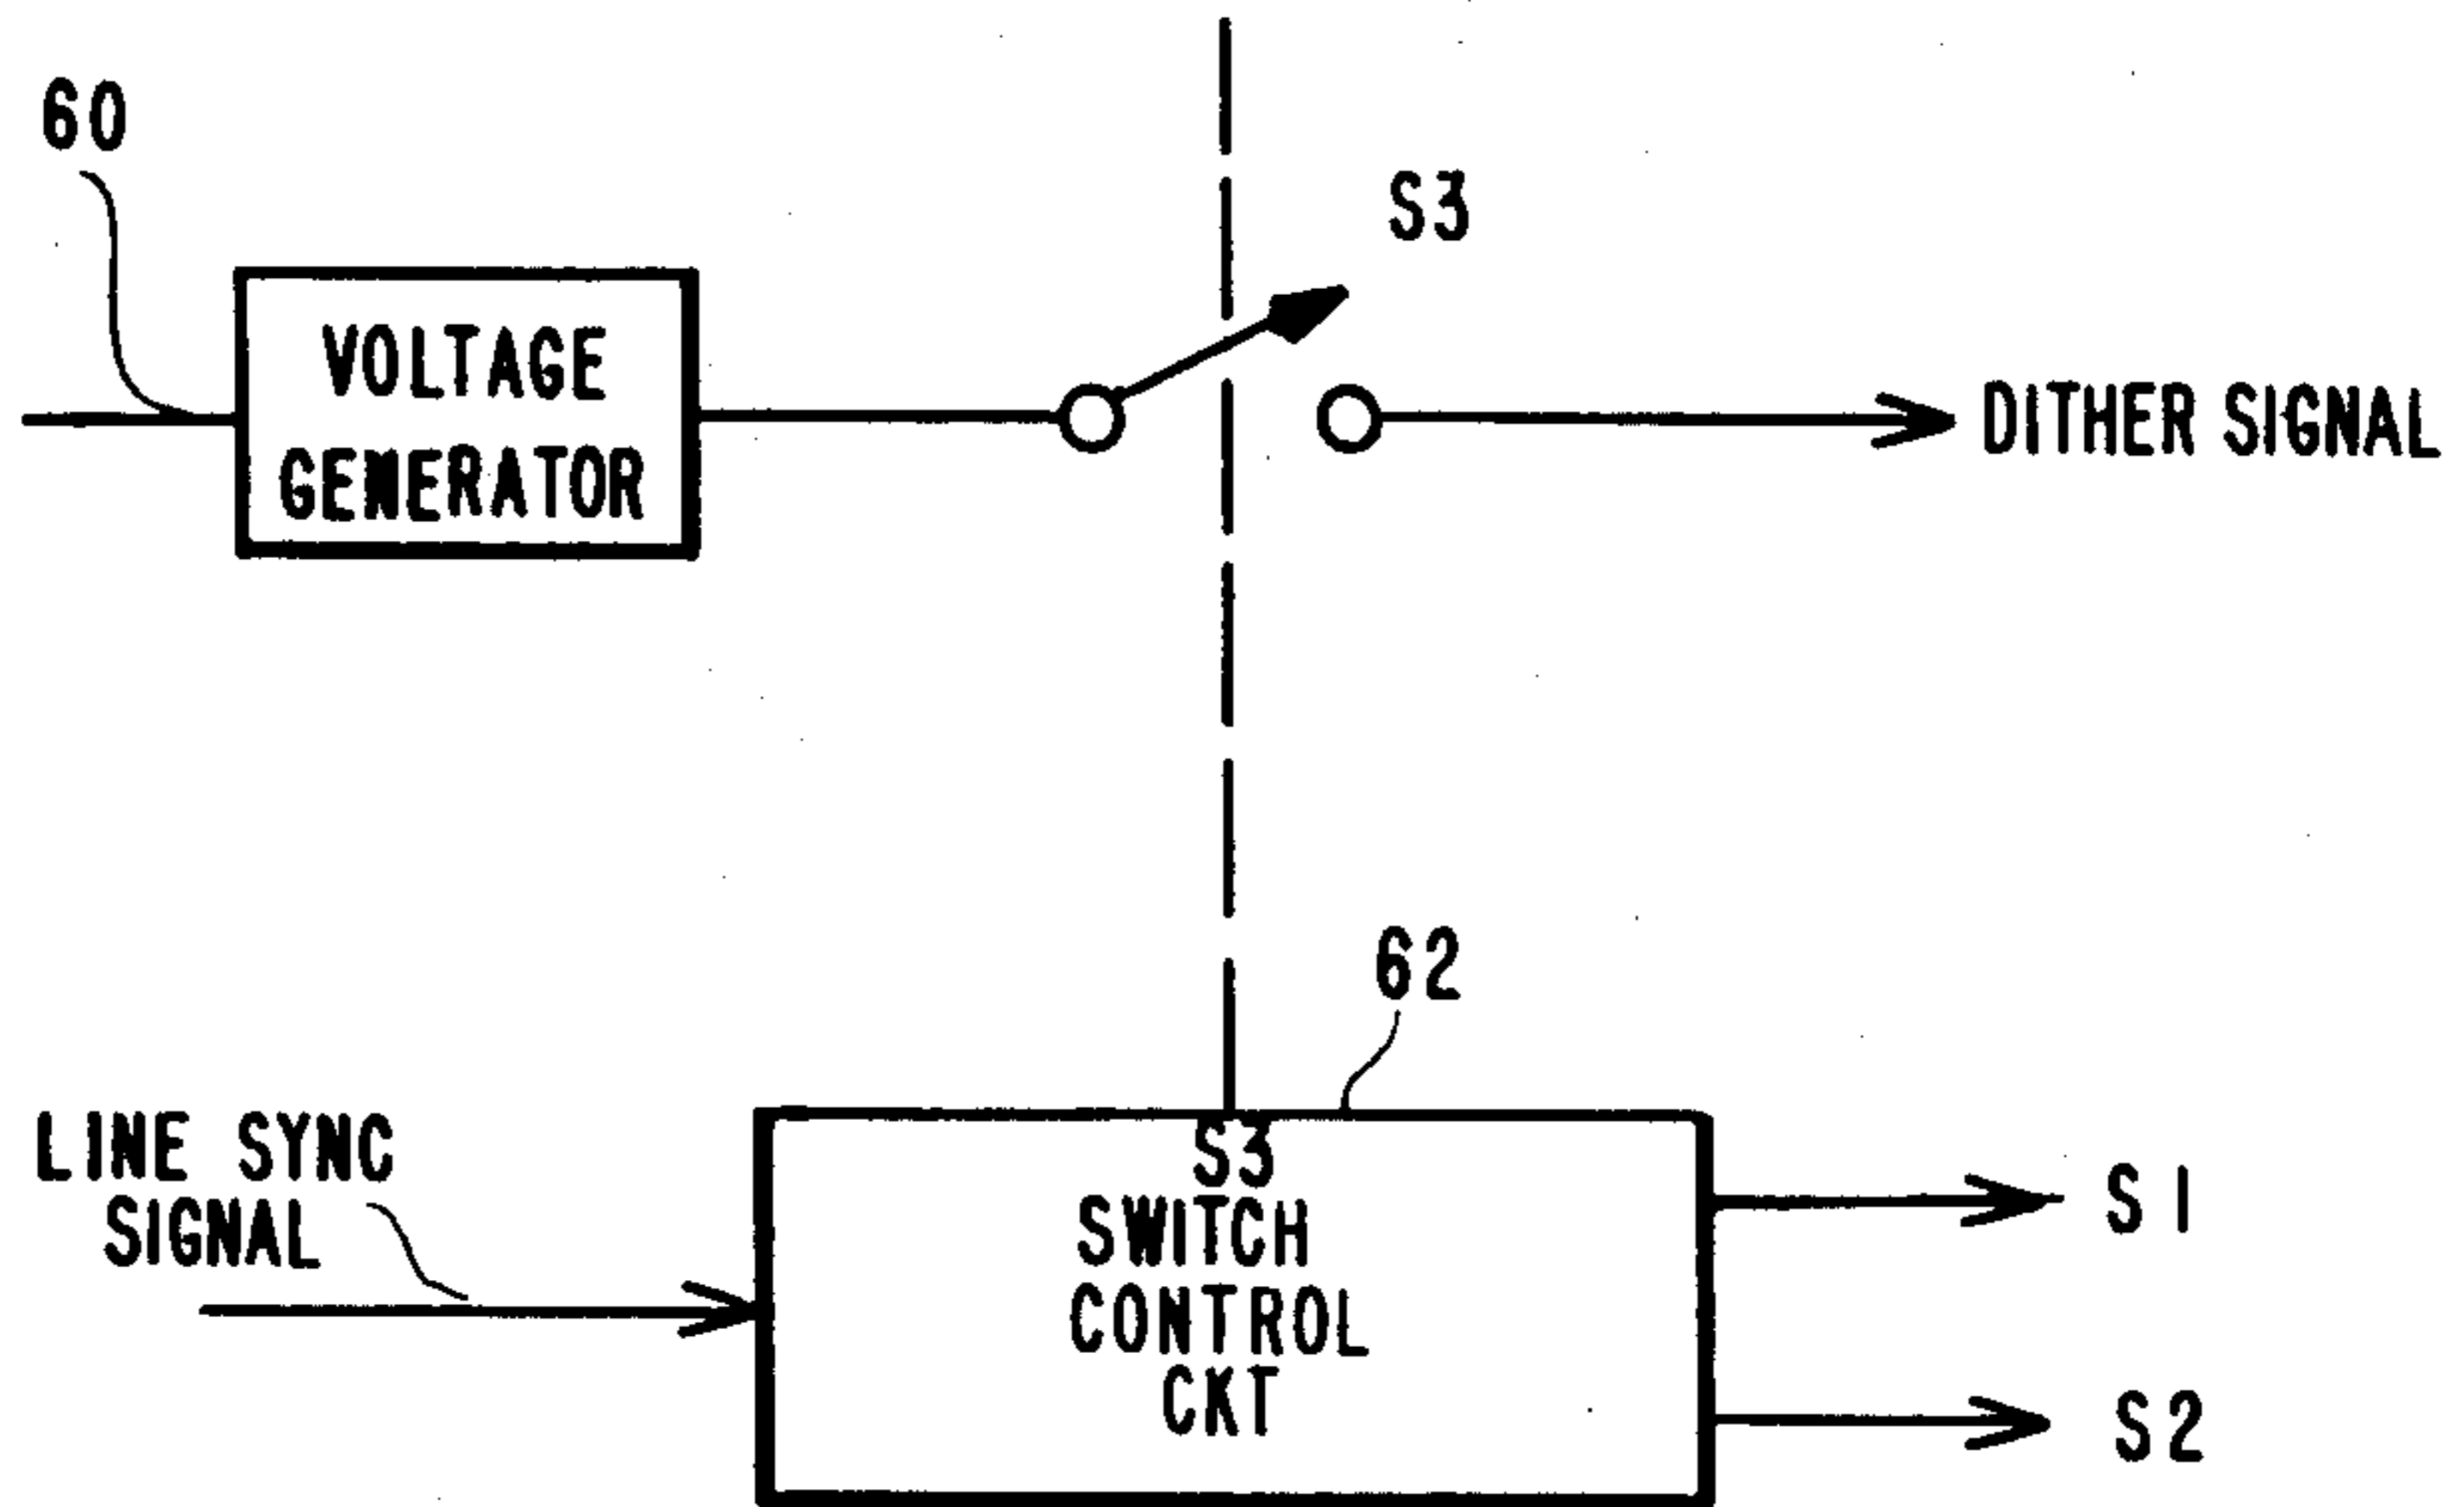 60
S3
VOLTAGE
GENERATOR
DITHER SIGNAL
62
LINE SYNC
SIGNAL
S3
SWITCH
CONTROL
CKT
S1
S2